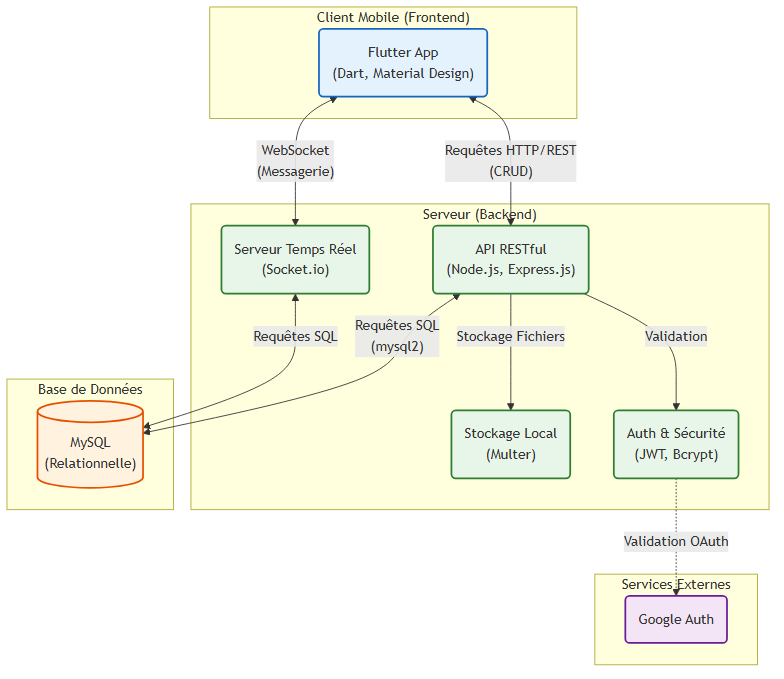 Client Mobile (Frontend)
Flutter App
(Dart, Material Design)
WebSocket
(Messagerie)
Requêtes HTTP/REST
(CRUD)
Serveur (Backend)
Serveur Temps Réel
(Socket.io)
API RESTful
(Node.js, Express.js)
Requêtes SQL
Requêtes SQL
(mysql2)
Stockage Fichiers
Validation
Base de Données
MySQL
(Relationnelle)
Stockage Local
(Multer)
Auth & Sécurité
(JWT, Bcrypt)
Validation OAuth
Services Externes
Google Auth